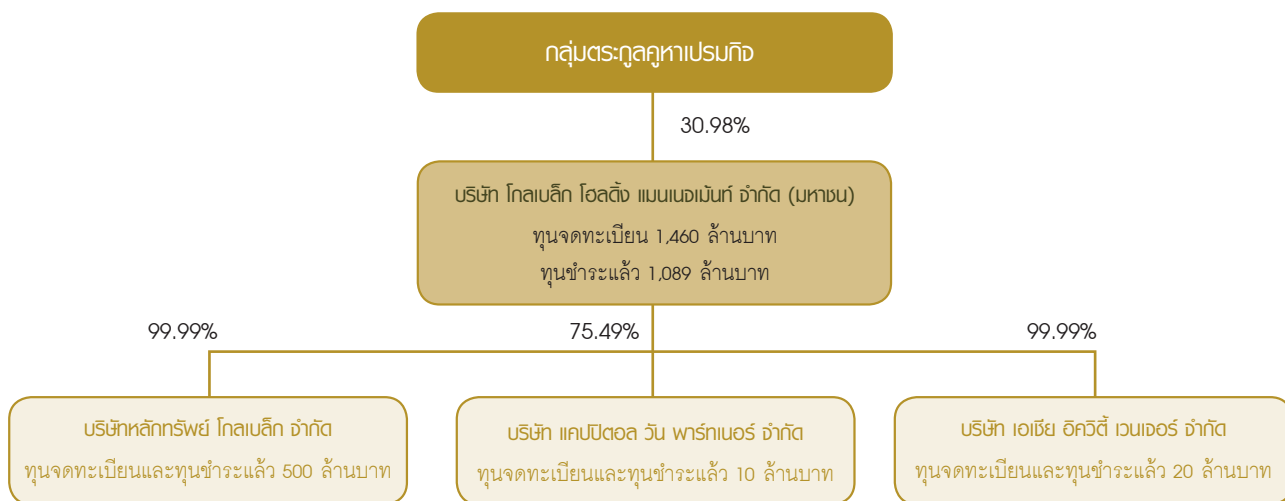 กลุ่มตระกูลคูหาเปรมกิจ
30.98%
บริษัท โกลเบล็ก โฮลดิ้ง แมนเนจเม้นท์ จำกัด (มหาชน)
ทุนจดทะเบียน 1,460 ล้านบาท
ทุนชำระแล้ว 1,089 ล้านบาท
99.99%
75.49%
99.99%
บริษัทหลักทรัพย์ โกลเบล็ก จำกัด
ทุนจดทะเบียนและทุนชำระแล้ว 500 ล้านบาท
บริษัท แคปปิตอล วัน พาร์ทเนอร์ จำกัด
ทุนจดทะเบียนและทุนชำระแล้ว 10 ล้านบาท
บริษัท เอเชีย อิควิตี้ เวนเจอร์ จำกัด
ทุนจดทะเบียนและทุนชำระแล้ว 20 ล้านบาท